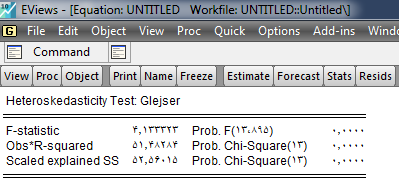 EViews - [Equation: UNTITLED   Workfile: UNTITLED::Untitled\]
File Edit Object View Proc Quick Options Add-ins Windo
Command
View Proc Object Print Name Freeze Estimate Forecast Stats Resids
Heteroskedasticity Test: Glejser
F-statistic ۴,۱۳۳۳۲۳ Prob. F(۱۳,۸۹۵) ۰,۰۰۰۰
Obs*R-squared ۵۱,۴۸۲۸۴ Prob. Chi-Square(۱۳) ۰,۰۰۰۰
Scaled explained SS ۵۲,۵۶۰۱۵ Prob. Chi-Square(۱۳) ۰,۰۰۰۰